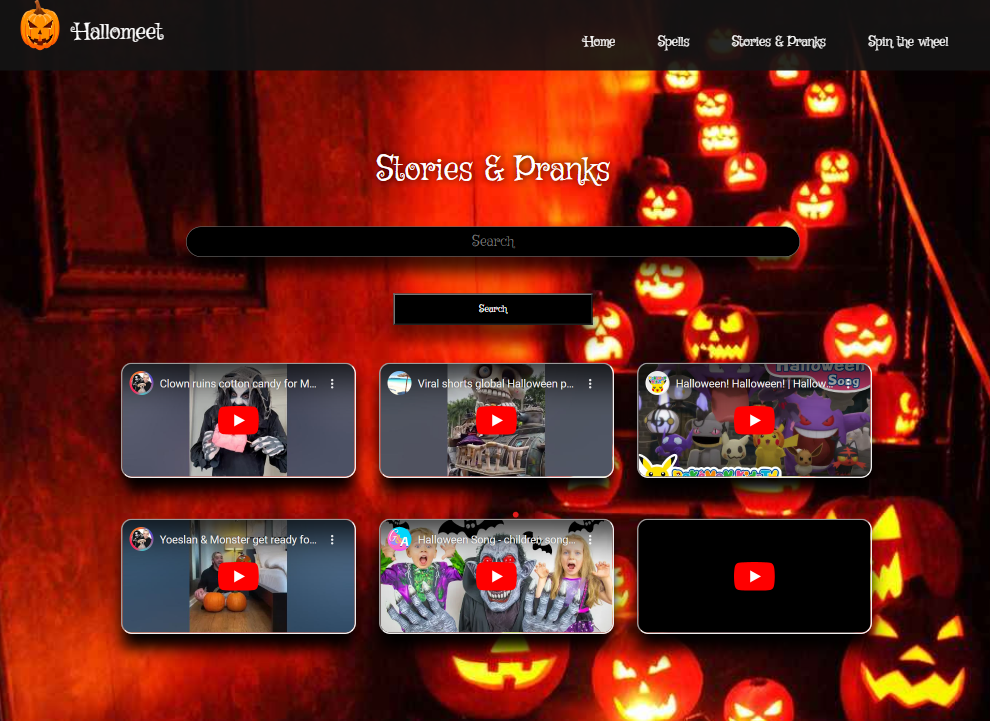 Hallomeet
Home Spells Stories & Pranks Spin the wheel
Stories & Pranks
Search
Search
Clown ruins cotton candy for M...
Viral shorts global Halloween p...
Halloween! Halloween! | Hallow...
Halloween
Song
Yoeslan & Monster get ready fo...
Halloween Song - children song...